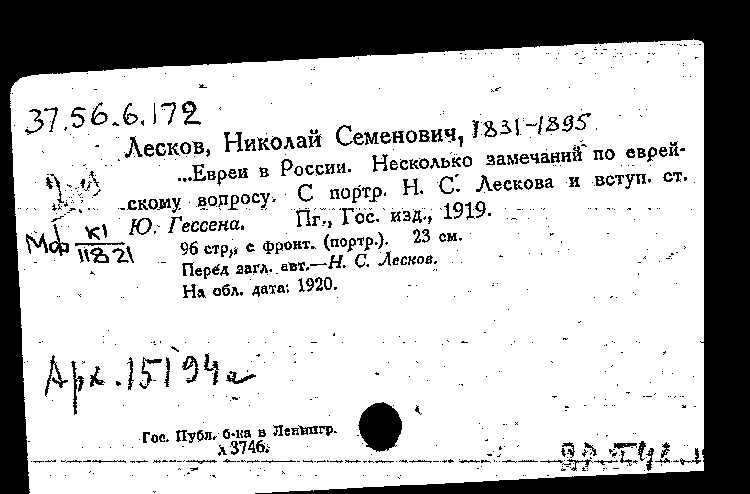 37.56.6.172
Лесков, Николай Семенович, 1831-1895
...Евреи в России. Несколько замечаний по еврей-
скому вопросу. С портр. Н. С. Лескова и вступ. ст.
Ю. Гессена. Пг., Гос. изд., 1919.
Мф К1/11821
96 стр., с фронт. (портр.). 23 см.
Перед загл. авт.—Н. С. Лесков.
На обл. дата: 1920.
Арх. 15194а
Гос. Публ. б-ка в Ленингр.
л 3746.